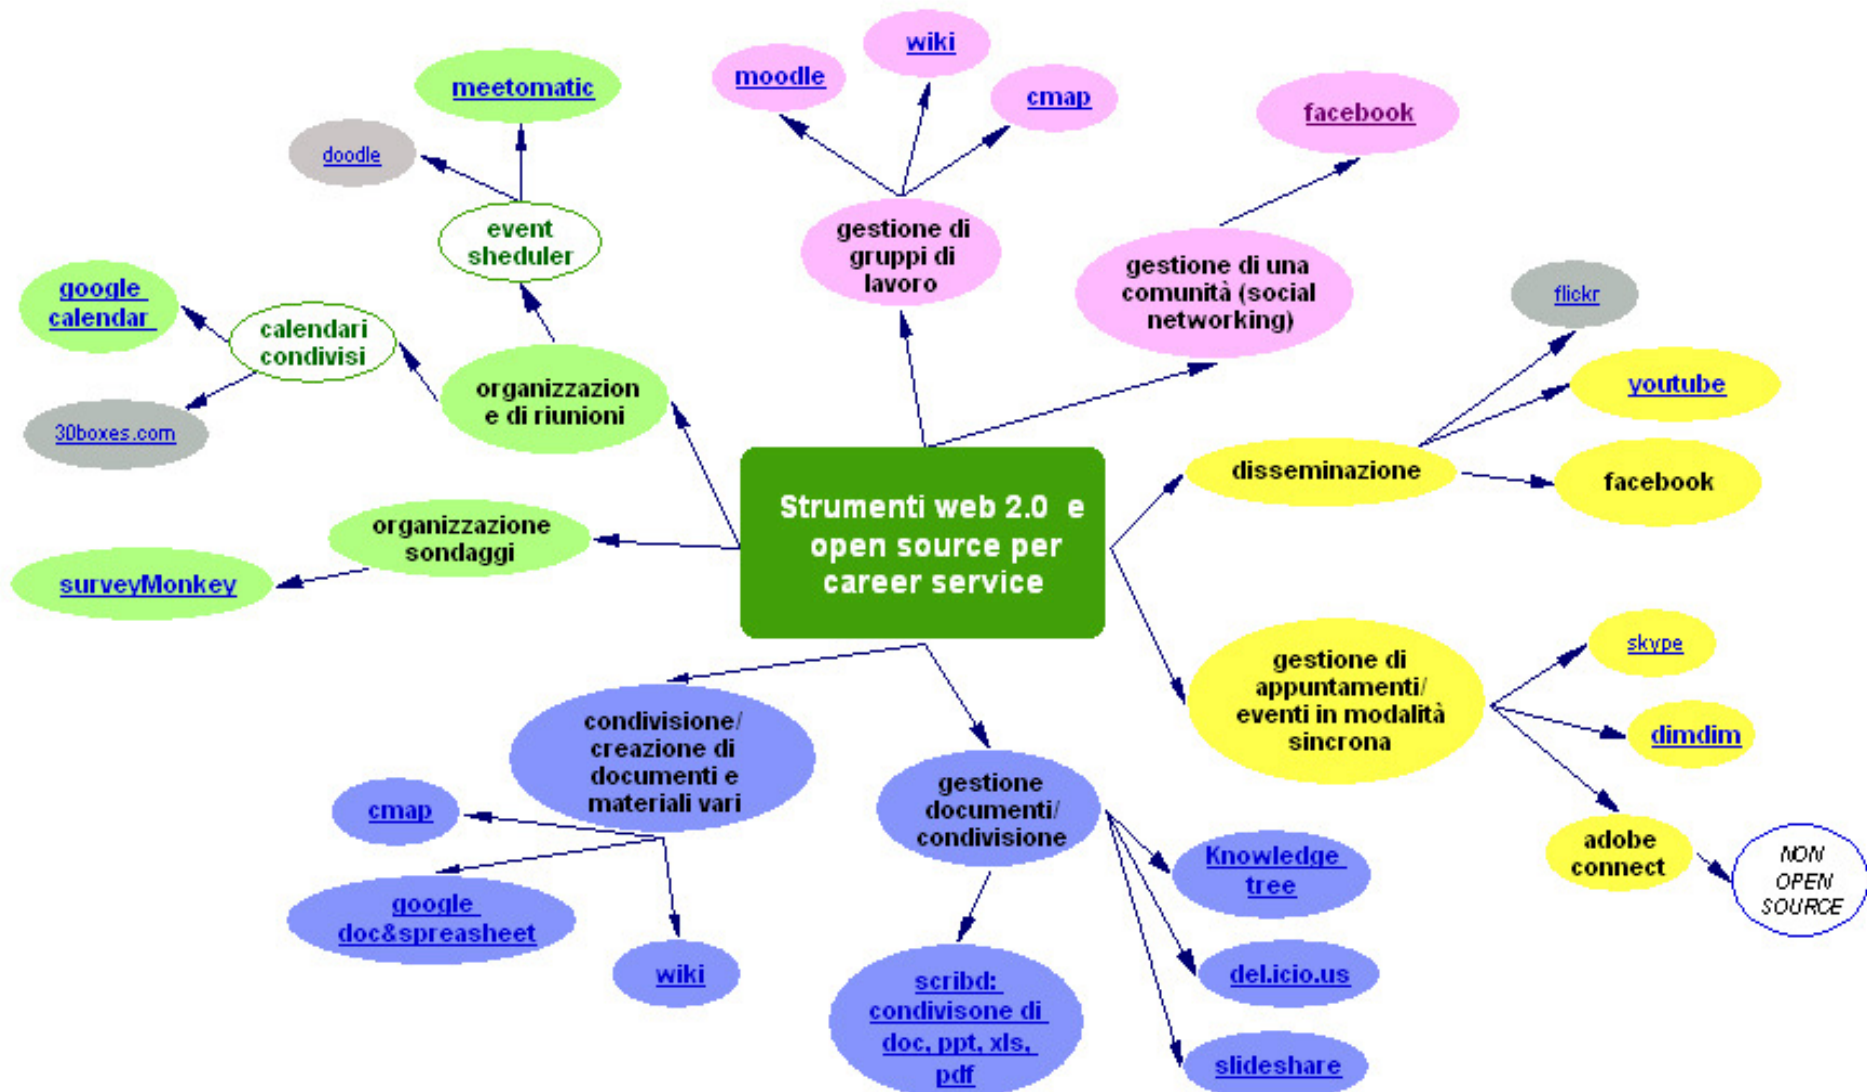 wiki
moodle
cmap
meetomatic
facebook
doodle
event
sheduler
gestione di
gruppi di
lavoro
gestione di una
comunità (social
networking)
google
calendar
calendari
condivisi
30boxes.com
organizzazion
e di riunioni
flickr
youtube
disseminazione
facebook
Strumenti web 2.0 e
open source per
career service
organizzazione
sondaggi
surveyMonkey
gestione di
appuntamenti/
eventi in modalità
sincrona
skype
dimdim
adobe
connect
NON
OPEN
SOURCE
condivisione/
creazione di
documenti e
materiali vari
cmap
google
doc&spreasheet
wiki
gestione
documenti/
condivisione
Knowledge
tree
del.icio.us
slideshare
scribd:
condivisone di
doc, ppt, xls,
pdf